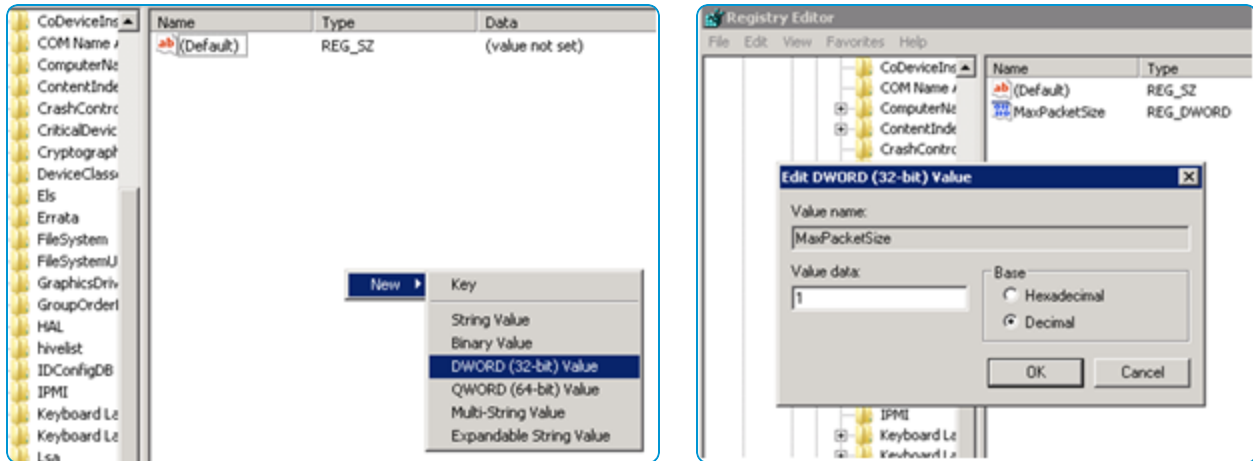 Name Type Data
(Default) REG_SZ (value not set)
CoDeviceIns
COM Name A
ComputerNa
ContentInde
CrashContro
CriticalDevic
Cryptograph
DeviceClass
Els
Errata
FileSystem
FileSystemU
GraphicsDriv
GroupOrderl
HAL
hivelist
IDConfigDB
IPMI
Keyboard La
Keyboard La
Lsa
New
Key
String Value
Binary Value
DWORD (32-bit) Value
QWORD (64-bit) Value
Multi-String Value
Expandable String Value
Registry Editor
File Edit View Favorites Help
CoDeviceIns
COM Name A
ComputerNa
ContentInde
CrashContro
Name Type
(Default) REG_SZ
MaxPacketSize REG_DWORD
Edit DWORD (32-bit) Value
Value name:
MaxPacketSize
Value data:
1
Base
Hexadecimal
Decimal
OK Cancel
IPMI
Keyboard La
Keyboard La